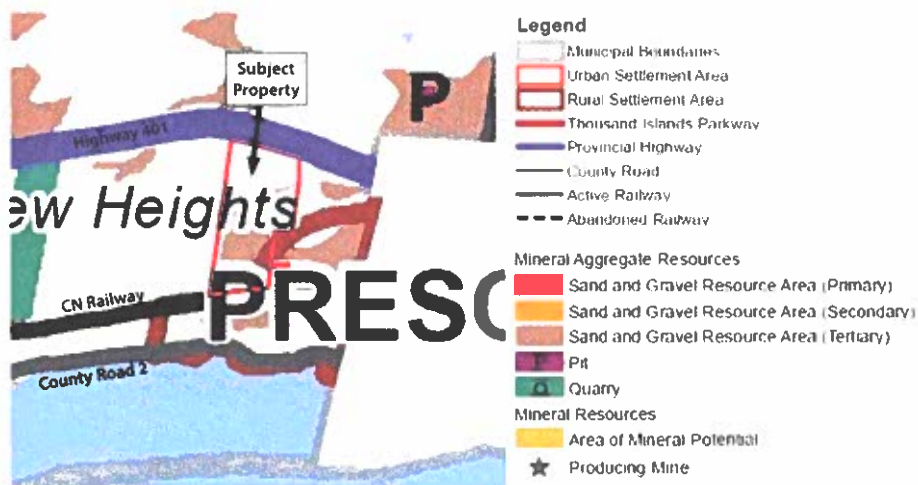 Subject
Property
P
Highway 401
ew Heights
PRESC
CN Railway
County Road 2
Legend
Municipal Boundaries
Urban Settlement Area
Rural Settlement Area
Thousand Islands Parkway
Provincial Highway
County Road
Active Railway
Abandoned Railway
Mineral Aggregate Resources
Sand and Gravel Resource Area (Primary)
Sand and Gravel Resource Area (Secondary)
Sand and Gravel Resource Area (Tertiary)
Pit
Quarry
Mineral Resources
Area of Mineral Potential
Producing Mine